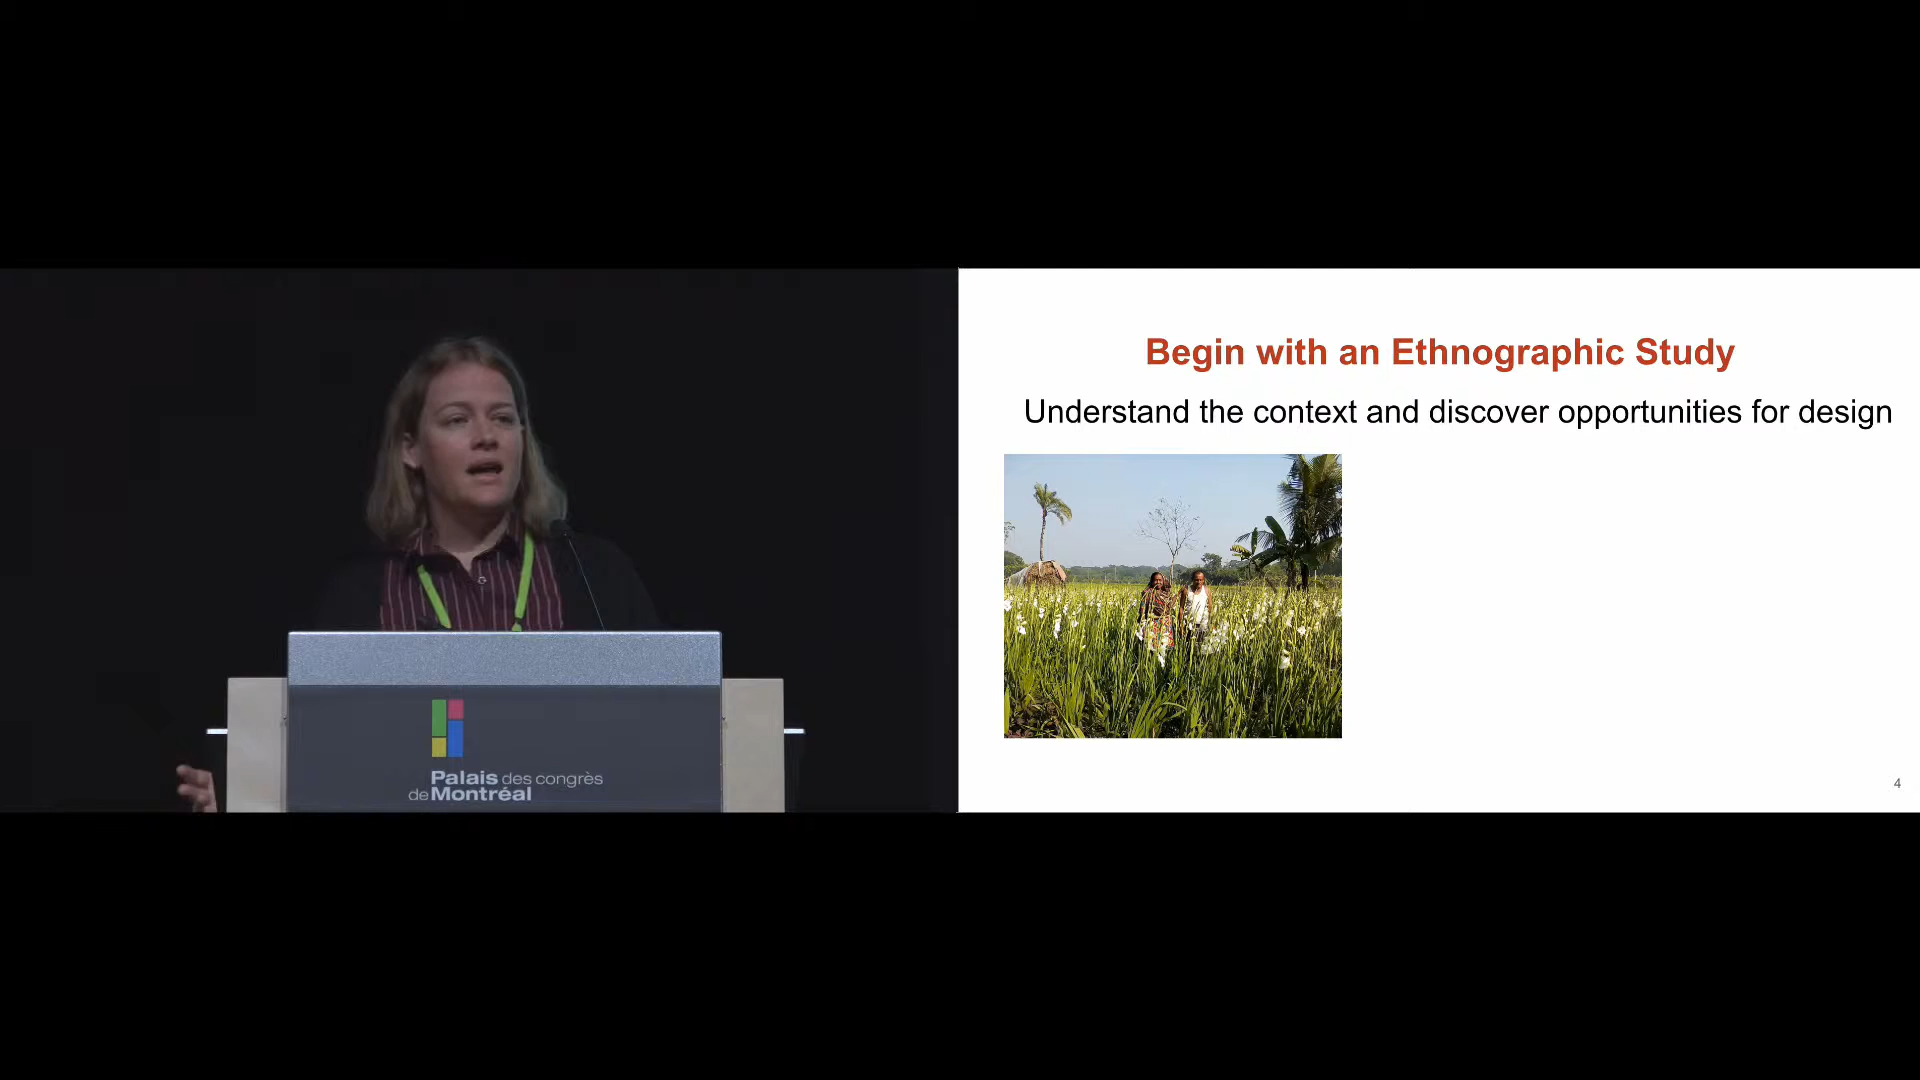 Palais des congrès
de Montréal
Begin with an Ethnographic Study
Understand the context and discover opportunities for design
4